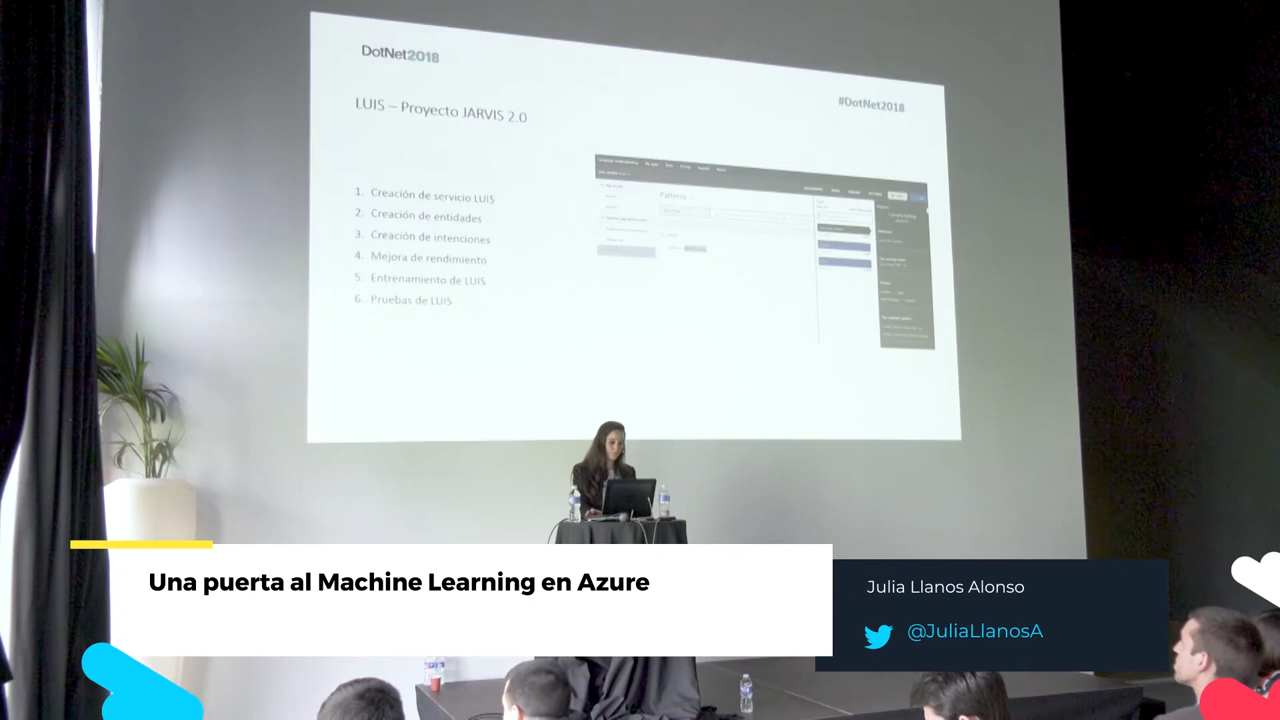 DotNet2018
#DotNet2018
LUIS – Proyecto JARVIS 2.0
1. Creación de servicio LUIS
2. Creación de entidades
3. Creación de intenciones
4. Mejora de rendimiento
5. Entrenamiento de LUIS
6. Pruebas de LUIS
Patterns
Una puerta al Machine Learning en Azure
Julia Llanos Alonso
@JuliaLlanosA